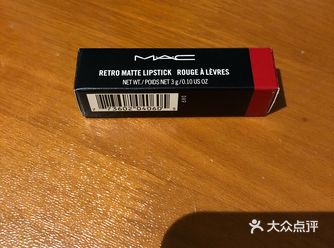 MAC
RETRO MATTE LIPSTICK ROUGE À LÈVRES
NET WT./ POIDS NET 3 g / 0.10 US OZ
大众点评